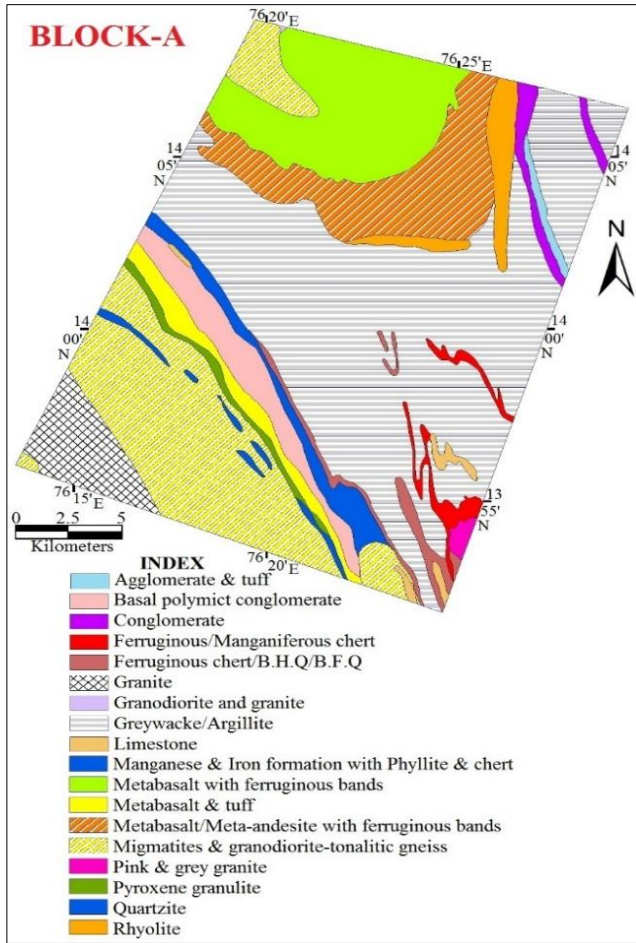 BLOCK-A
76
20'E
76
25'E
14
05'
N
14
05'
N
N
14
00'
N
14
00'
N
13
55'
N
76
15'E
76
20'E
0 2.5 5
Kilometers
INDEX
Agglomerate & tuff
Basal polymict conglomerate
Conglomerate
Ferruginous/Manganiferous chert
Ferruginous chert/B.H.Q/B.F.Q
Granite
Granodiorite and granite
Greywacke/Argillite
Limestone
Manganese & Iron formation with Phyllite & chert
Metabasalt with ferruginous bands
Metabasalt & tuff
Metabasalt/Meta-andesite with ferruginous bands
Migmatites & granodiorite-tonalitic gneiss
Pink & grey granite
Pyroxene granulite
Quartzite
Rhyolite